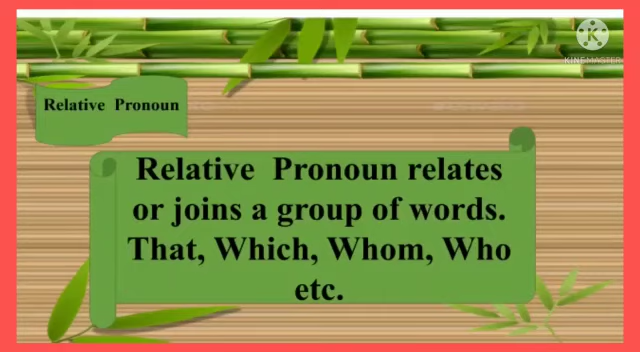 KINEMASTER
Relative Pronoun
Relative Pronoun relates
or joins a group of words.
That, Which, Whom, Who
etc.